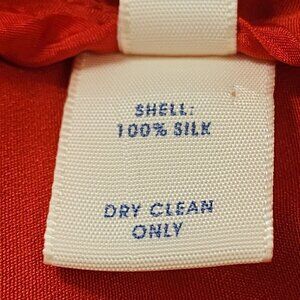 SHELL:
100% SILK
DRY CLEAN
ONLY